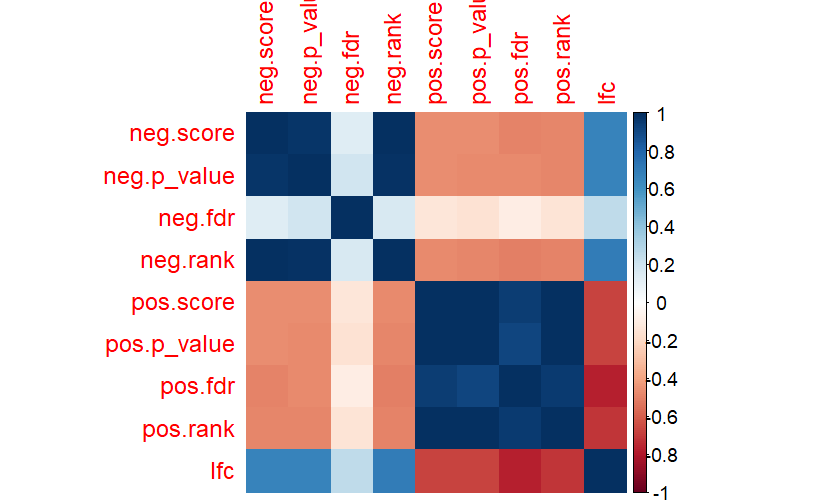 neg.score
neg.p_valu
neg.fdr
neg.rank
pos.score
pos.p_valu
pos.fdr
pos.rank
lfc
neg.score
neg.p_value
neg.fdr
neg.rank
pos.score
pos.p_value
pos.fdr
pos.rank
lfc
1
0.8
0.6
0.4
0.2
0
-0.2
-0.4
-0.6
-0.8
-1